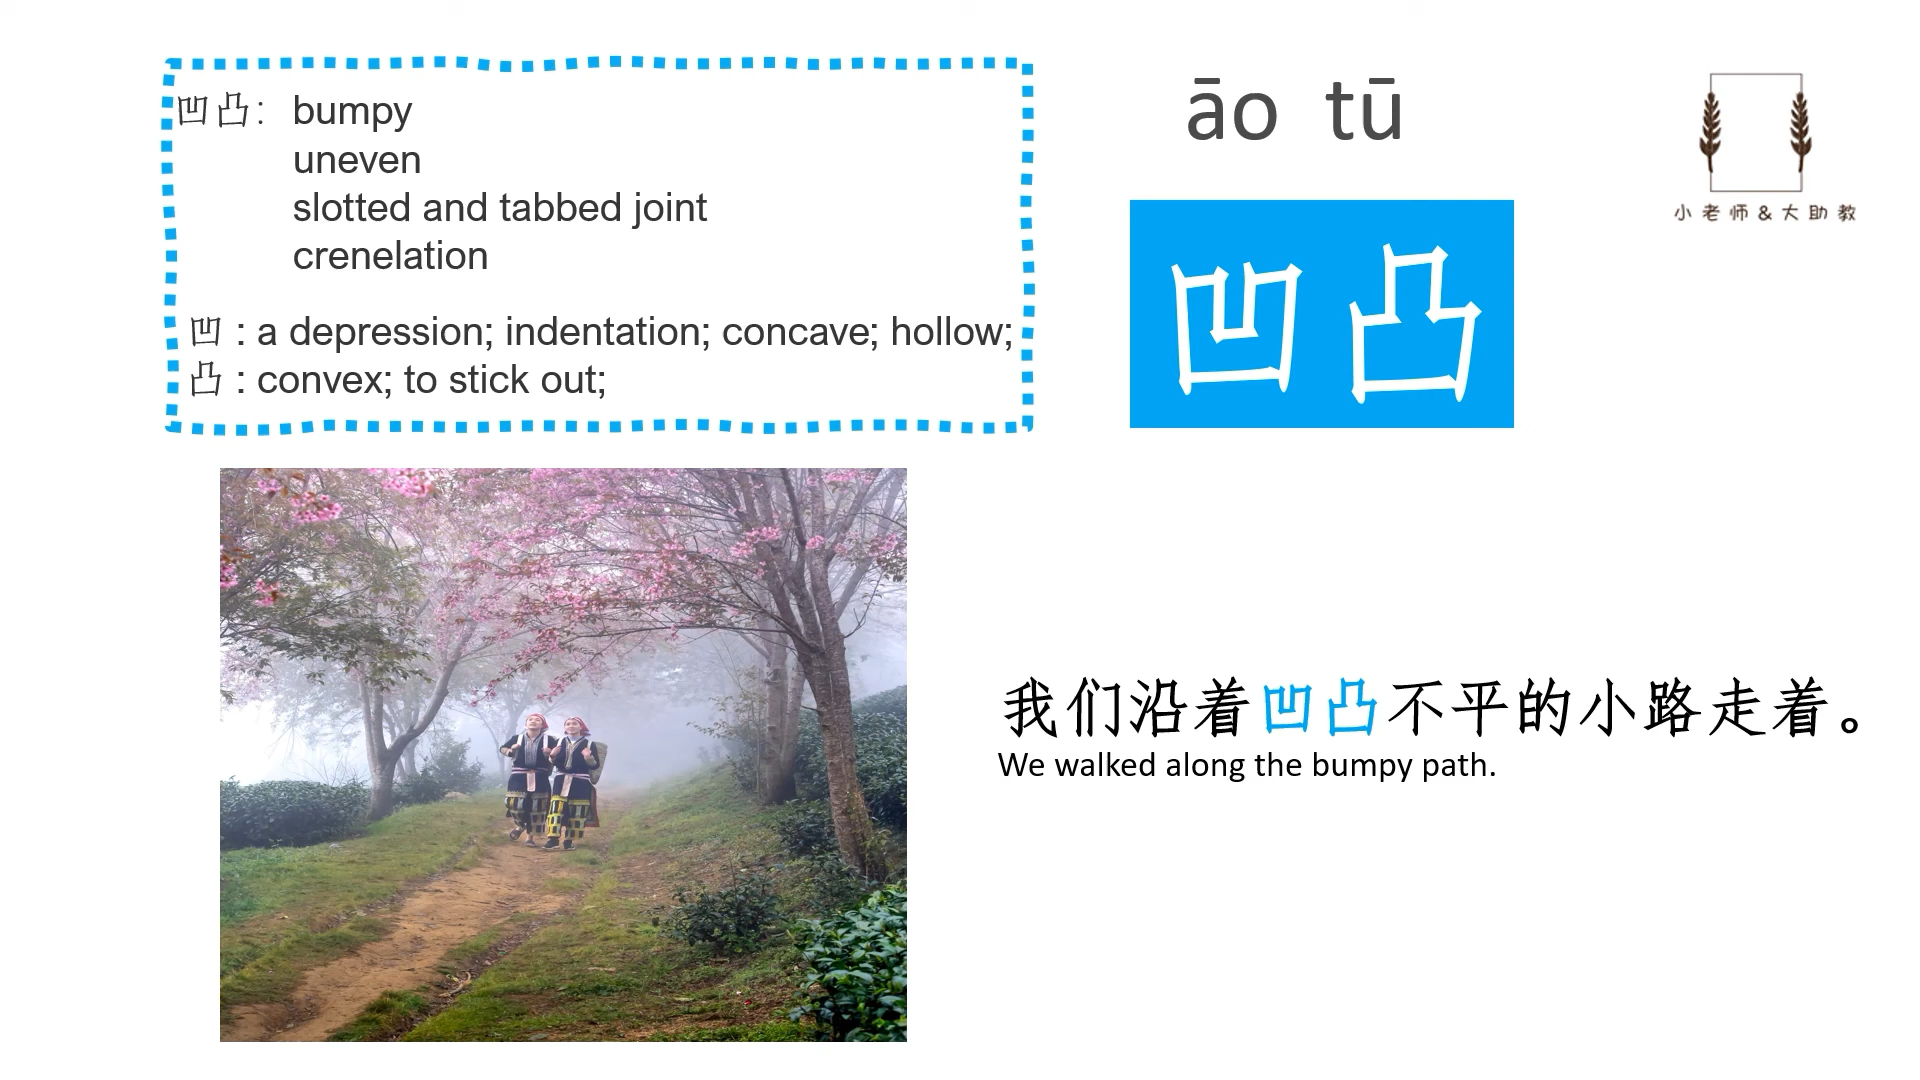 凹凸: bumpy
uneven
slotted and tabbed joint
crenelation
凹 : a depression; indentation; concave; hollow;
凸 : convex; to stick out;
āo tū
凹凸
小老师&大助教
我们沿着凹凸不平的小路走着。
We walked along the bumpy path.